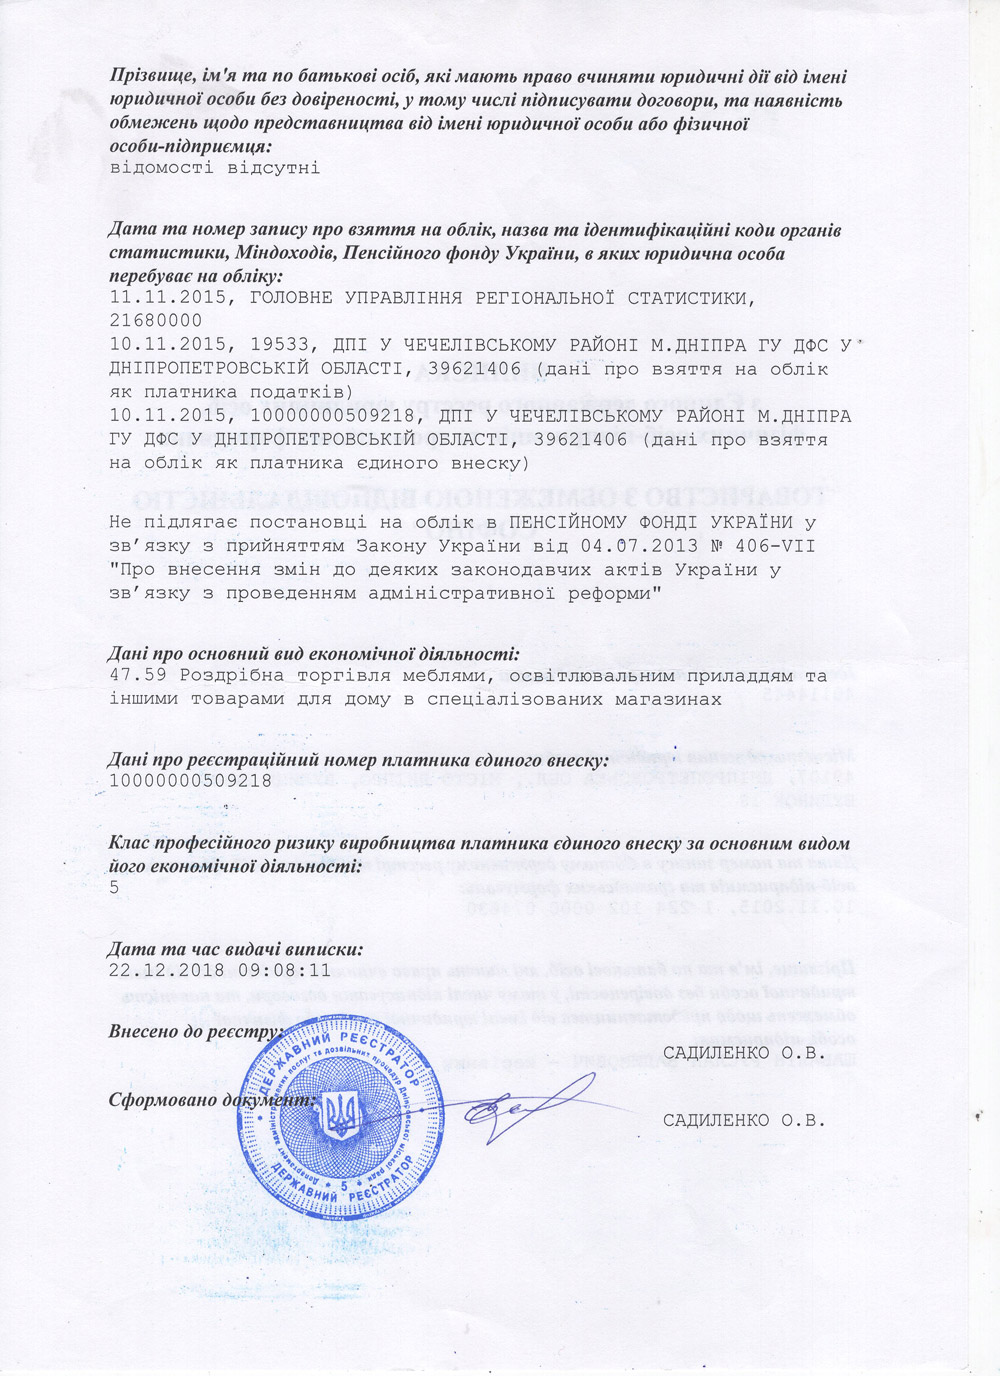 Прізвище, ім'я та по батькові осіб, які мають право вчиняти юридичні дії від імені
юридичної особи без довіреності, у тому числі підписувати договори, та наявність
обмежень щодо представництва від імені юридичної особи або фізичної
особи-підприємця:
відомості відсутні
Дата та номер запису про взяття на облік, назва та ідентифікаційні коди органів
статистики, Міндоходів, Пенсійного фонду України, в яких юридична особа
перебуває на обліку:
11.11.2015, ГОЛОВНЕ УПРАВЛІННЯ РЕГІОНАЛЬНОЇ СТАТИСТИКИ,
21680000
10.11.2015, 19533, ДПІ У ЧЕЧЕЛІВСЬКОМУ РАЙОНІ М.ДНІПРА ГУ ДФС У
ДНІПРОПЕТРОВСЬКІЙ ОБЛАСТІ, 39621406 (дані про взяття на облік
як платника податків)
10.11.2015, 10000000509218, ДПІ У ЧЕЧЕЛІВСЬКОМУ РАЙОНІ М.ДНІПРА
ГУ ДФС У ДНІПРОПЕТРОВСЬКІЙ ОБЛАСТІ, 39621406 (дані про взяття
на облік як платника єдиного внеску)
Не підлягає постановці на облік в ПЕНСІЙНОМУ ФОНДІ УКРАЇНИ у
зв’язку з прийняттям Закону України від 04.07.2013 № 406-VII
"Про внесення змін до деяких законодавчих актів України у
зв’язку з проведенням адміністративної реформи"
Дані про основний вид економічної діяльності:
47.59 Роздрібна торгівля меблями, освітлювальним приладдям та
іншими товарами для дому в спеціалізованих магазинах
Дані про реєстраційний номер платника єдиного внеску:
10000000509218
Клас професійного ризику виробництва платника єдиного внеску за основним видом
його економічної діяльності:
5
Дата та час видачі виписки:
22.12.2018 09:08:11
Внесено до реєстру:
САДИЛЕНКО О.В.
Сформовано документ:
САДИЛЕНКО О.В.
ДЕРЖАВНИЙ РЕЄСТРАТОР
Департамент адміністративних послуг та дозвільних процедур Дніпровської міської ради
* 5 *
ДЕРЖАВНИЙ РЕЄСТРАТОР